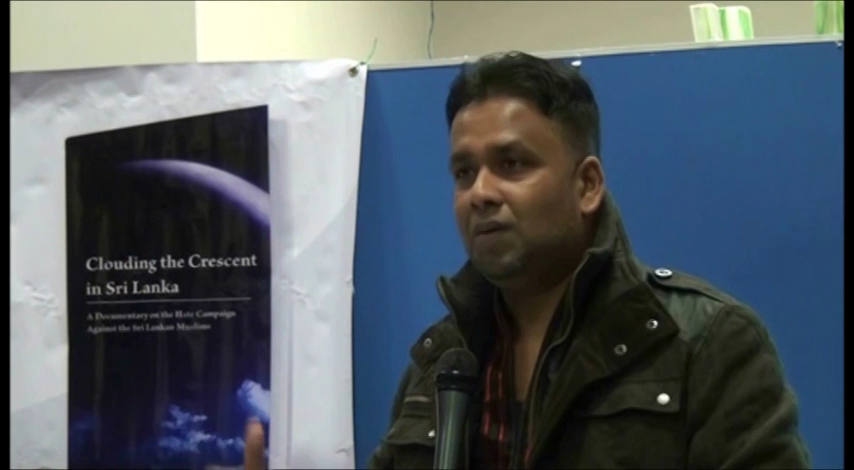 Clouding the Crescent
in Sri Lanka
A Documentary on the Hate Campaign
Against the Sri Lankan Muslims